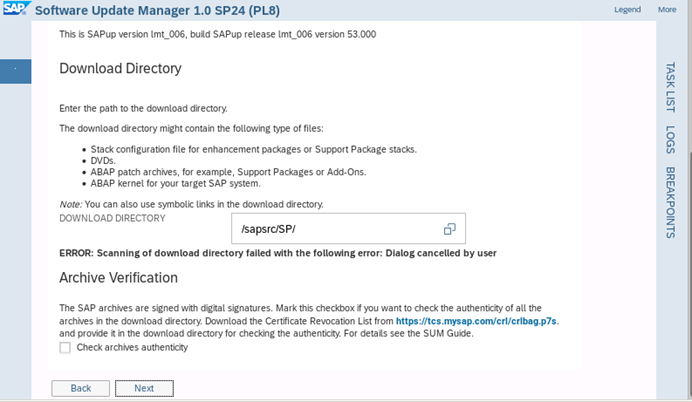 SAP Software Update Manager 1.0 SP24 (PL8) Legend More
This is SAPup version lmt_006, build SAPup release lmt_006 version 53.000
Download Directory
Enter the path to the download directory.
The download directory might contain the following type of files:
• Stack configuration file for enhancement packages or Support Package stacks.
• DVDs.
• ABAP patch archives, for example, Support Packages or Add-Ons.
• ABAP kernel for your target SAP system.
Note: You can also use symbolic links in the download directory.
DOWNLOAD DIRECTORY
/sapsrc/SP/
ERROR: Scanning of download directory failed with the following error: Dialog cancelled by user
Archive Verification
The SAP archives are signed with digital signatures. Mark this checkbox if you want to check the authenticity of all the
archives in the download directory. Download the Certificate Revocation List from https://tcs.mysap.com/crl/crlbag.p7s.
and provide it in the download directory for checking the authenticity. For details see the SUM Guide.
Check archives authenticity
Back Next
TASK LIST
LOGS
BREAKPOINTS